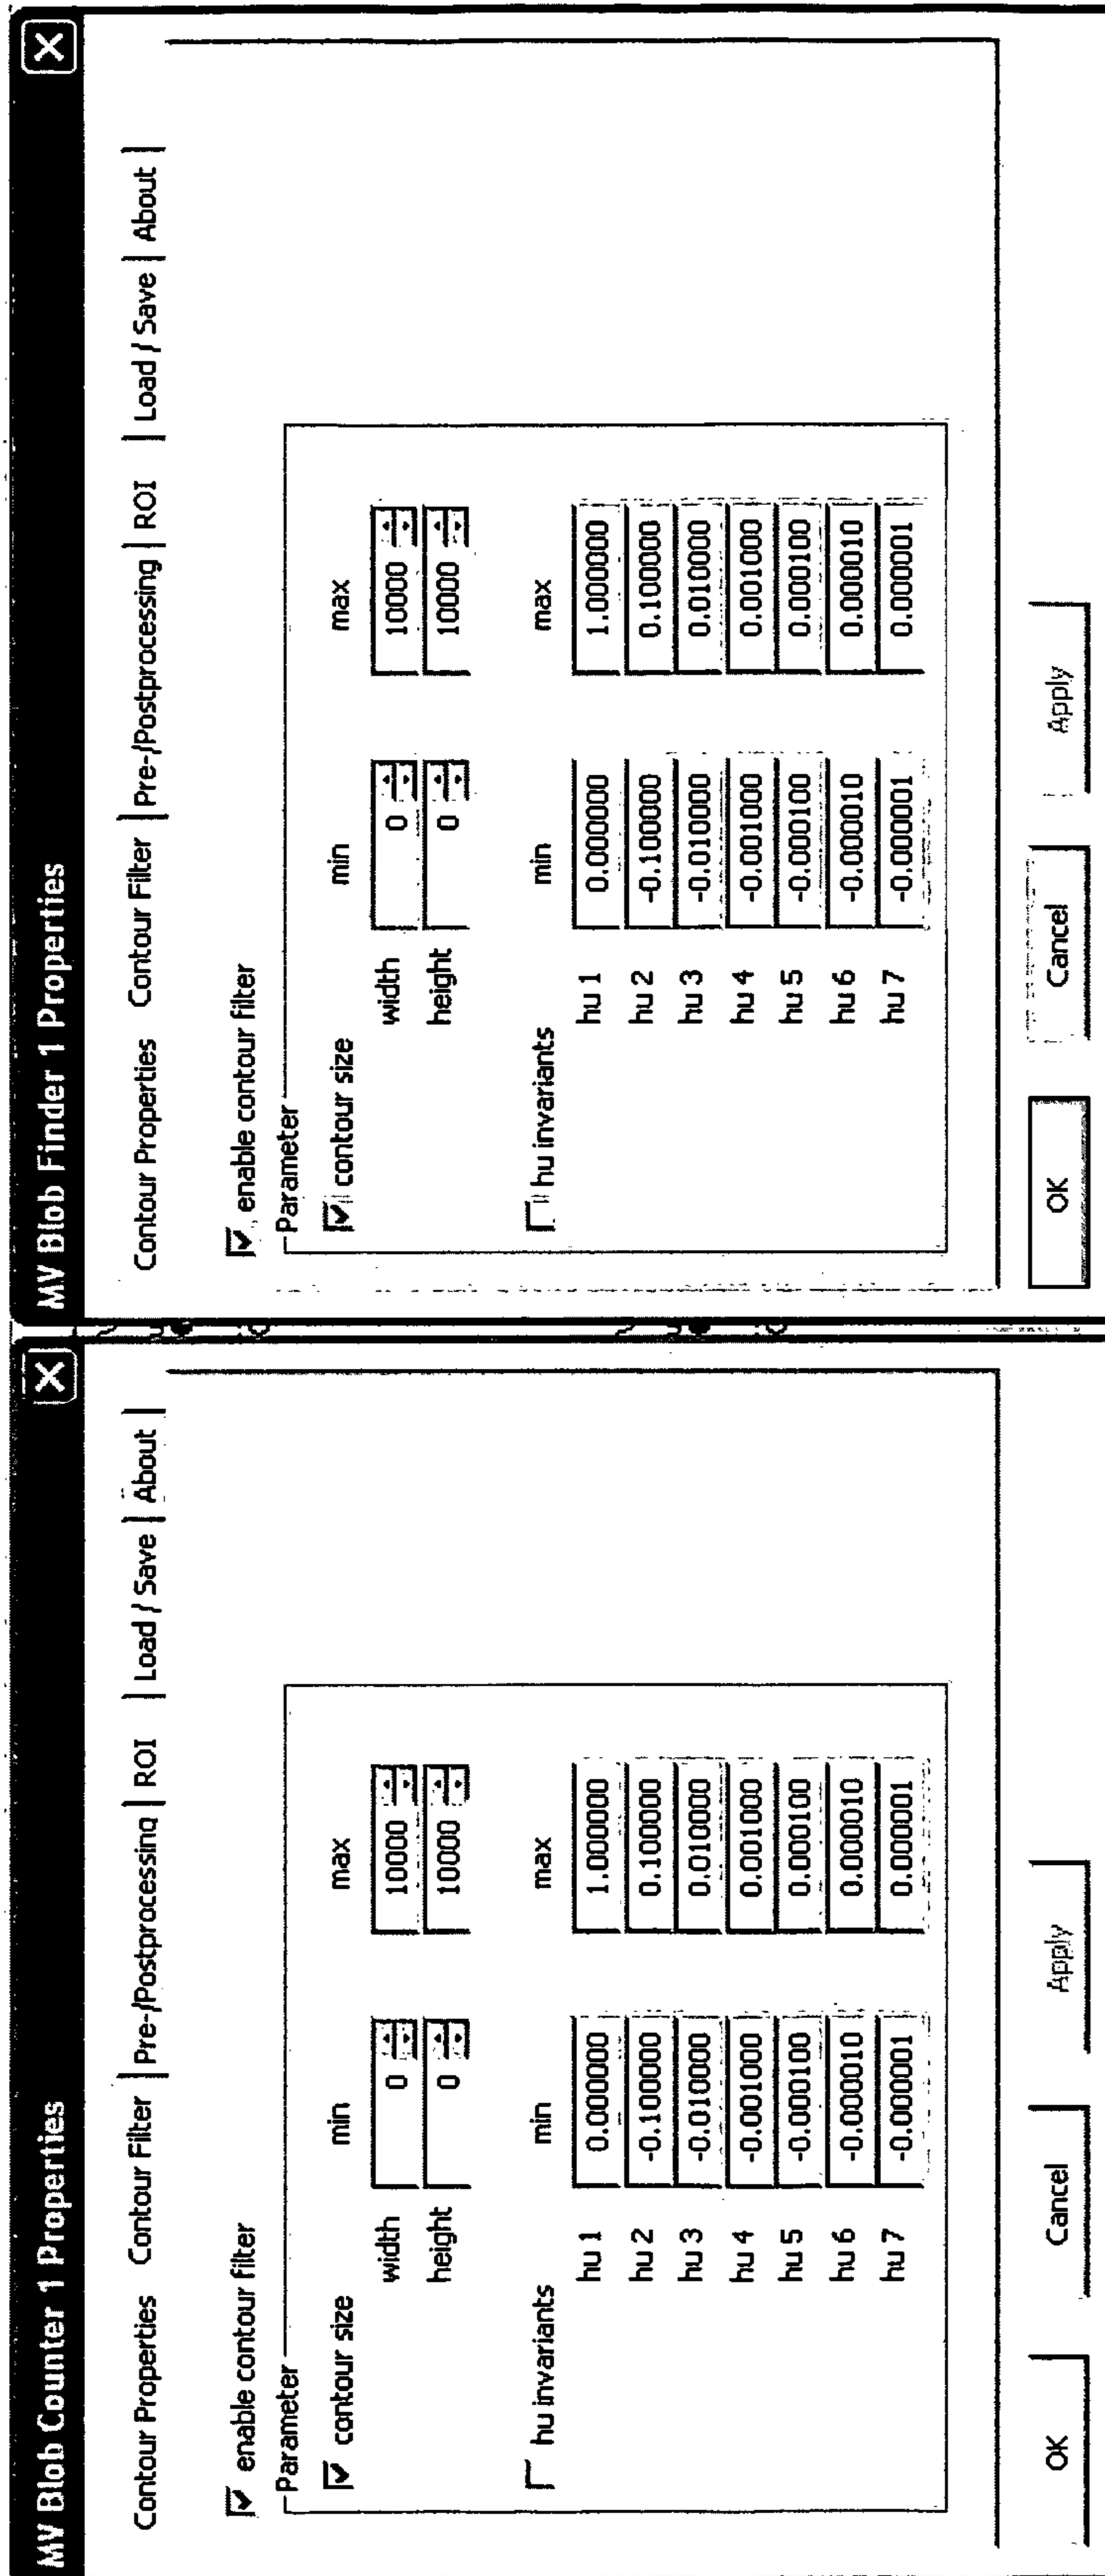 MV Blob Counter 1 Properties
Contour Properties Contour Filter Pre-/Postprocessing ROI Load / Save About
enable contour filter
Parameter
contour size
min max
width 0 10000
height 0 10000
hu invariants
min max
hu 1 0.000000 1.000000
hu 2 -0.100000 0.100000
hu 3 -0.010000 0.010000
hu 4 -0.001000 0.001000
hu 5 -0.000100 0.000100
hu 6 -0.000010 0.000010
hu 7 -0.000001 0.000001
OK Cancel Apply
MV Blob Finder 1 Properties
Contour Properties Contour Filter Pre-/Postprocessing ROI Load / Save About
enable contour filter
Parameter
contour size
min max
width 0 10000
height 0 10000
hu invariants
min max
hu 1 0.000000 1.000000
hu 2 -0.100000 0.100000
hu 3 -0.010000 0.010000
hu 4 -0.001000 0.001000
hu 5 -0.000100 0.000100
hu 6 -0.000010 0.000010
hu 7 -0.000001 0.000001
OK Cancel Apply